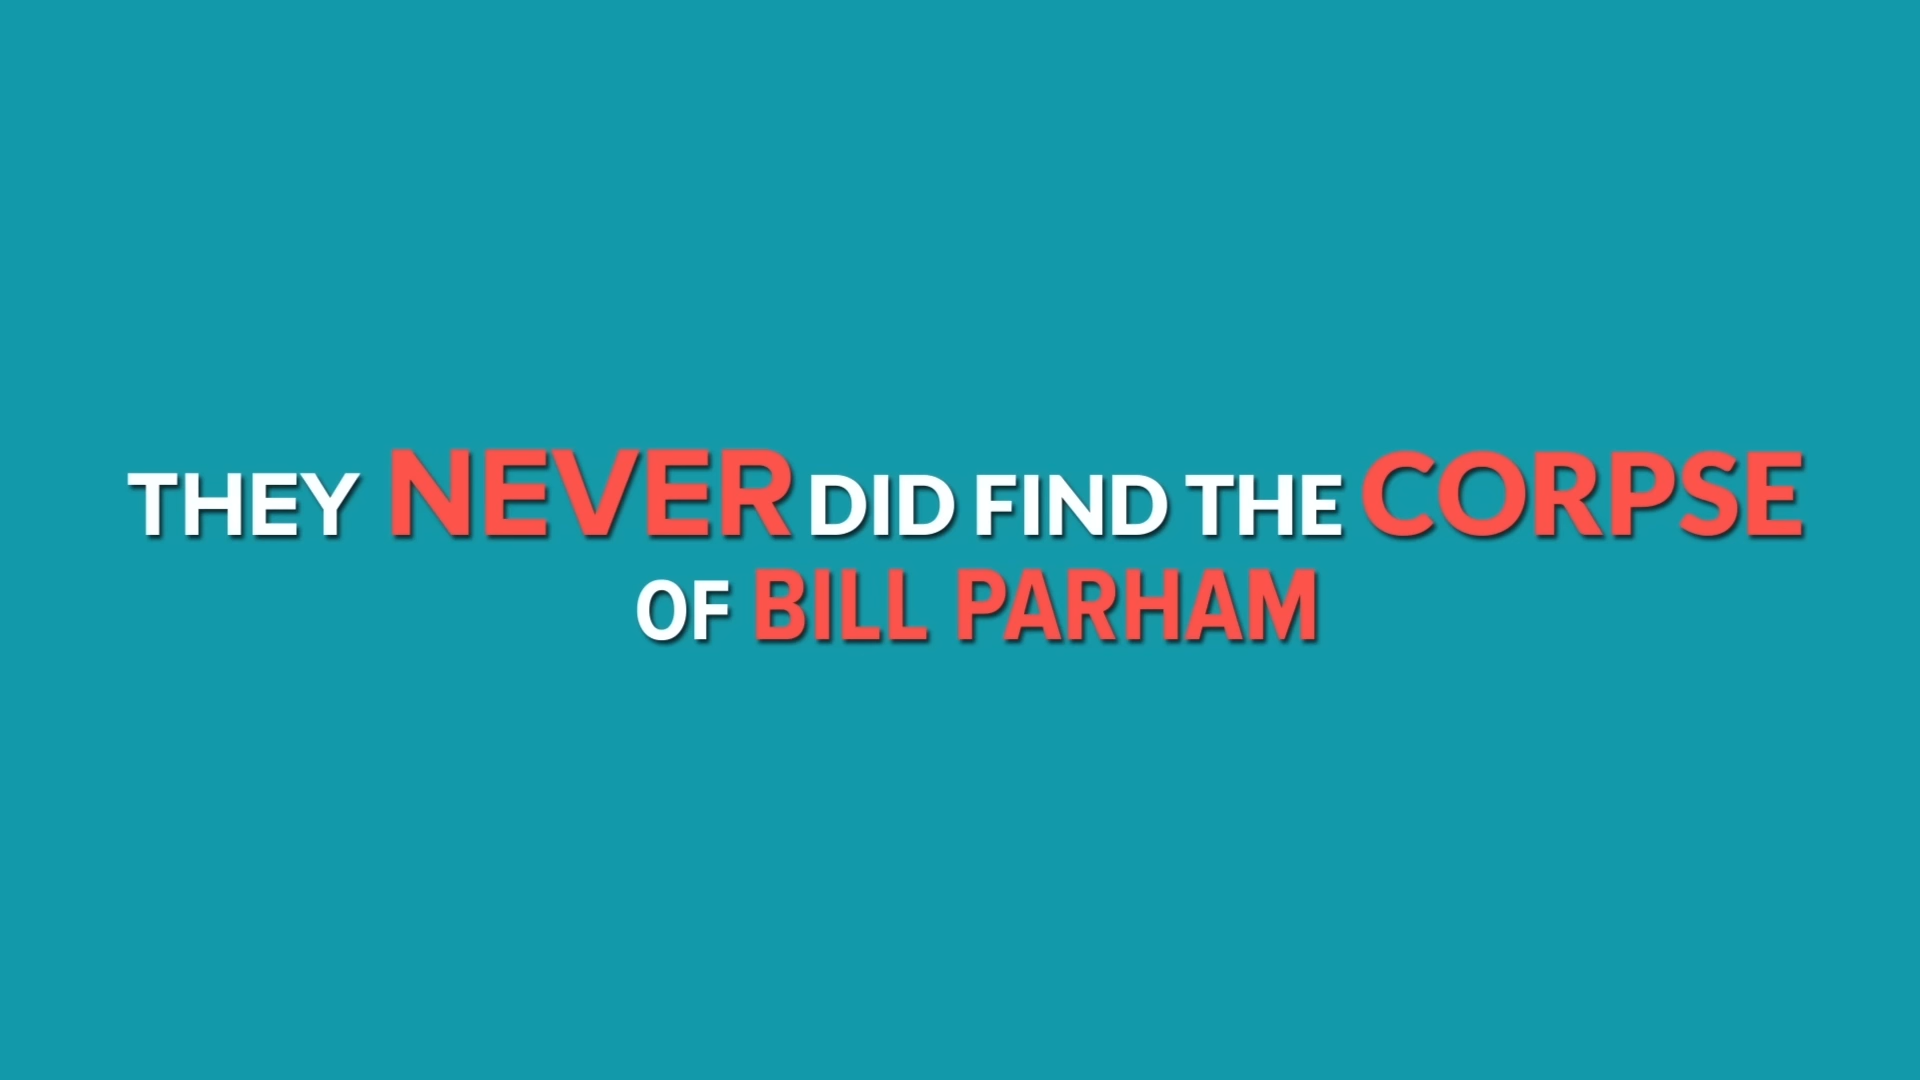 THEY NEVER DID FIND THE CORPSE
OF BILL PARHAM